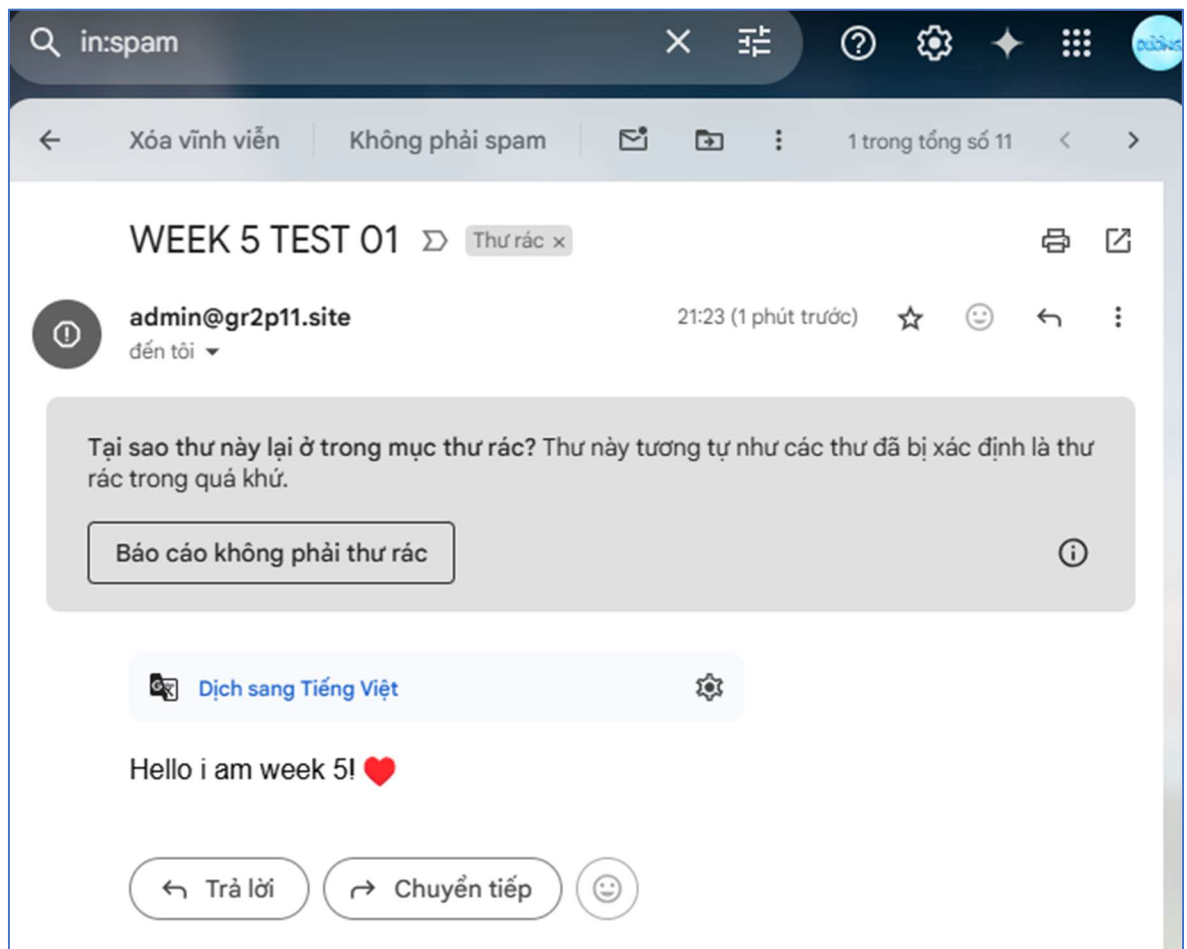 in:spam
Xóa vĩnh viễn
Không phải spam
1 trong tổng số 11
WEEK 5 TEST 01
Thư rác ×
admin@gr2p11.site
21:23 (1 phút trước)
đến tôi
Tại sao thư này lại ở trong mục thư rác? Thư này tương tự như các thư đã bị xác định là thư
rác trong quá khứ.
Báo cáo không phải thư rác
Dịch sang Tiếng Việt
Hello i am week 5! ❤️
Trả lời
Chuyển tiếp